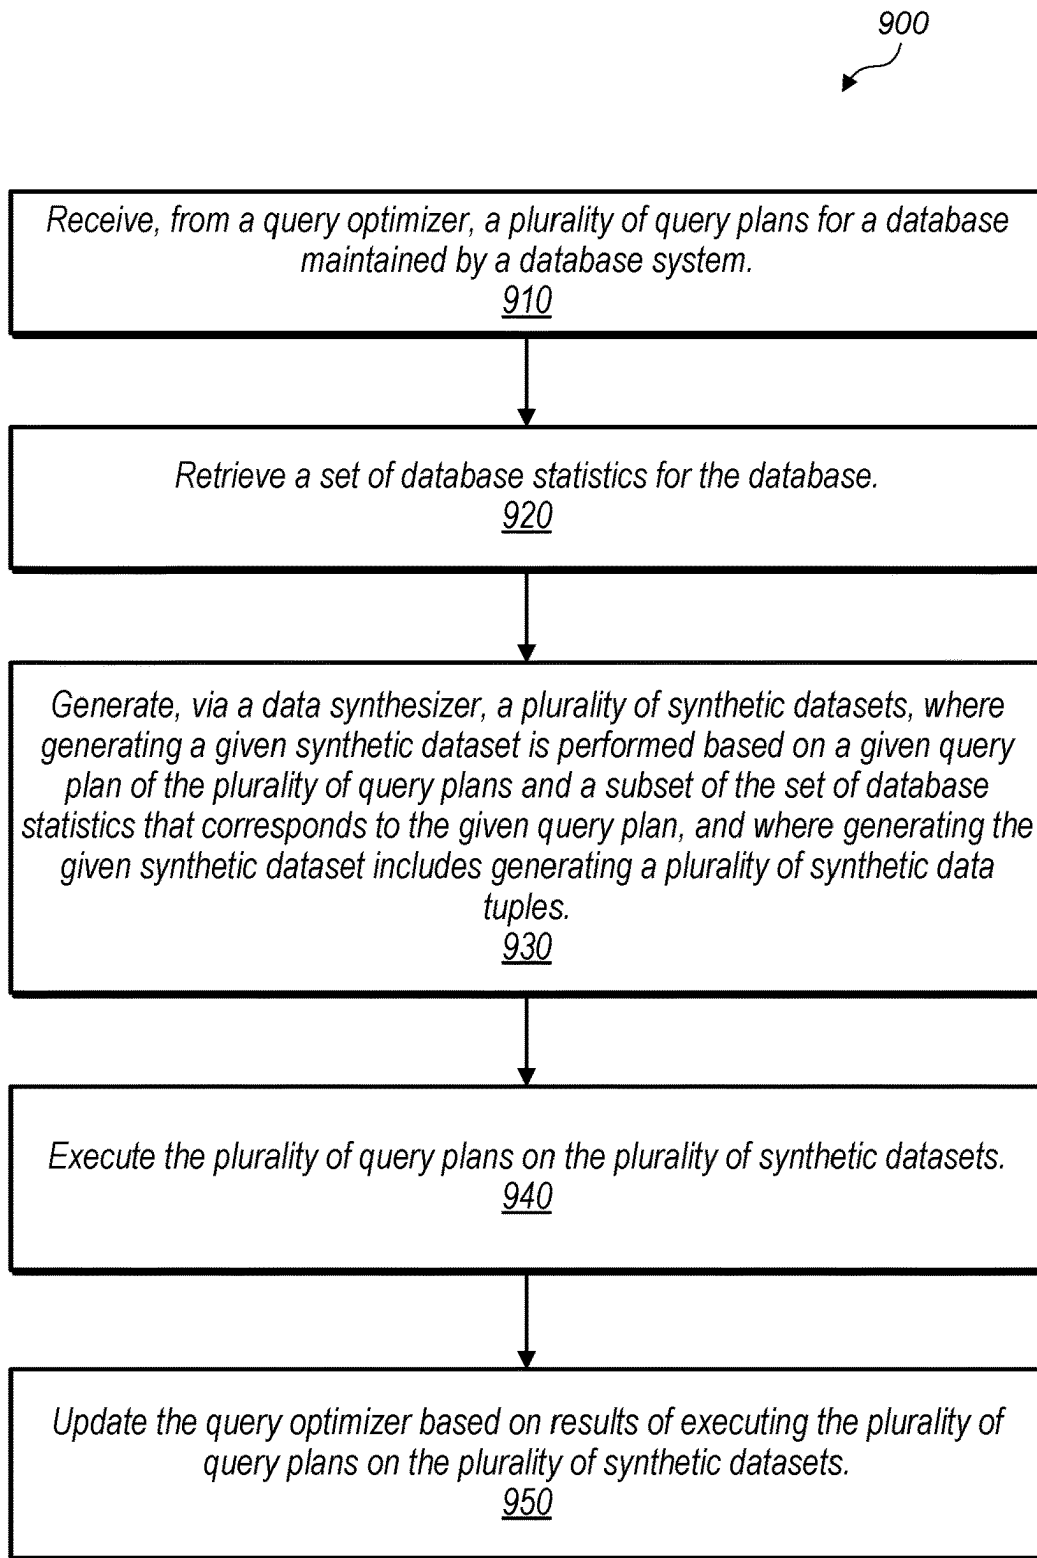 900
Receive, from a query optimizer, a plurality of query plans for a database
maintained by a database system.
910
Retrieve a set of database statistics for the database.
920
Generate, via a data synthesizer, a plurality of synthetic datasets, where
generating a given synthetic dataset is performed based on a given query
plan of the plurality of query plans and a subset of the set of database
statistics that corresponds to the given query plan, and where generating the
given synthetic dataset includes generating a plurality of synthetic data
tuples.
930
Execute the plurality of query plans on the plurality of synthetic datasets.
940
Update the query optimizer based on results of executing the plurality of
query plans on the plurality of synthetic datasets.
950